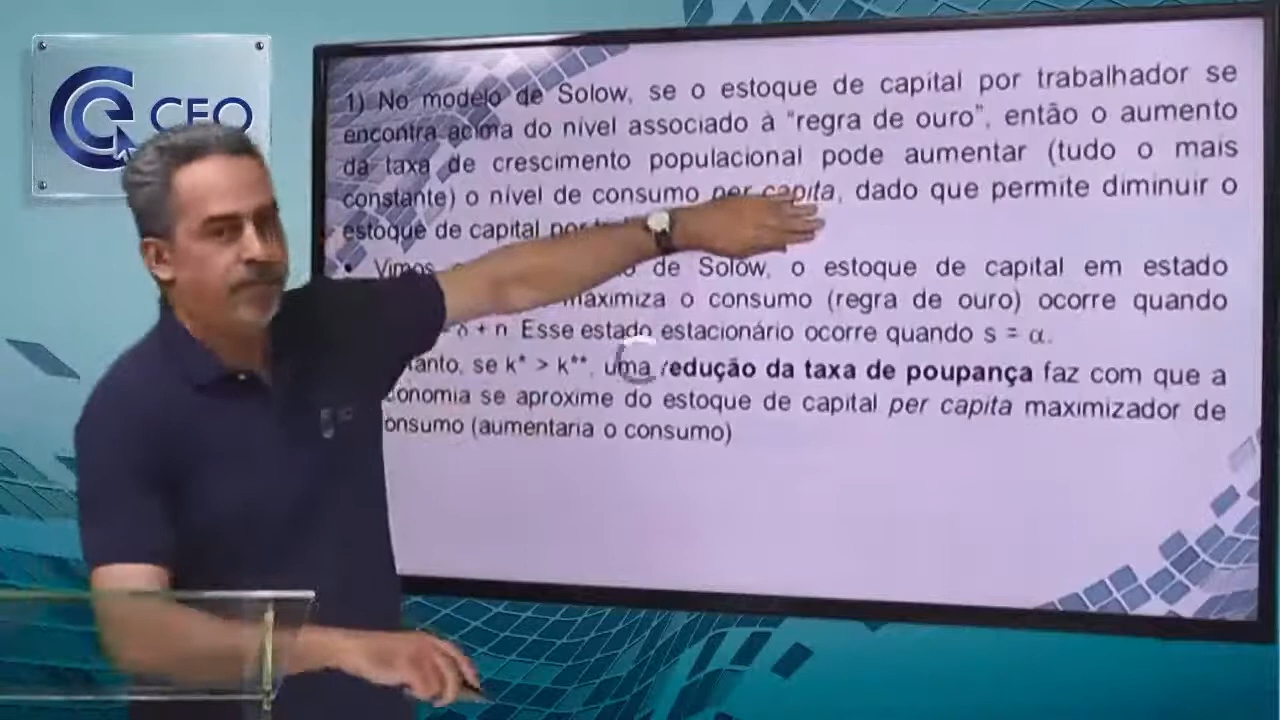 CEO
1) No modelo de Solow, se o estoque de capital por trabalhador se
encontra acima do nível associado à “regra de ouro”, então o aumento
da taxa de crescimento populacional pode aumentar (tudo o mais
constante) o nível de consumo per capita, dado que permite diminuir o
estoque de capital por
• Vimos de Solow, o estoque de capital em estado
maximiza o consumo (regra de ouro) ocorre quando
+ n Esse estado estacionário ocorre quando s = α.
se k* > k**, uma redução da taxa de poupança faz com que a
economia se aproxime do estoque de capital per capita maximizador de
consumo (aumentaria o consumo)